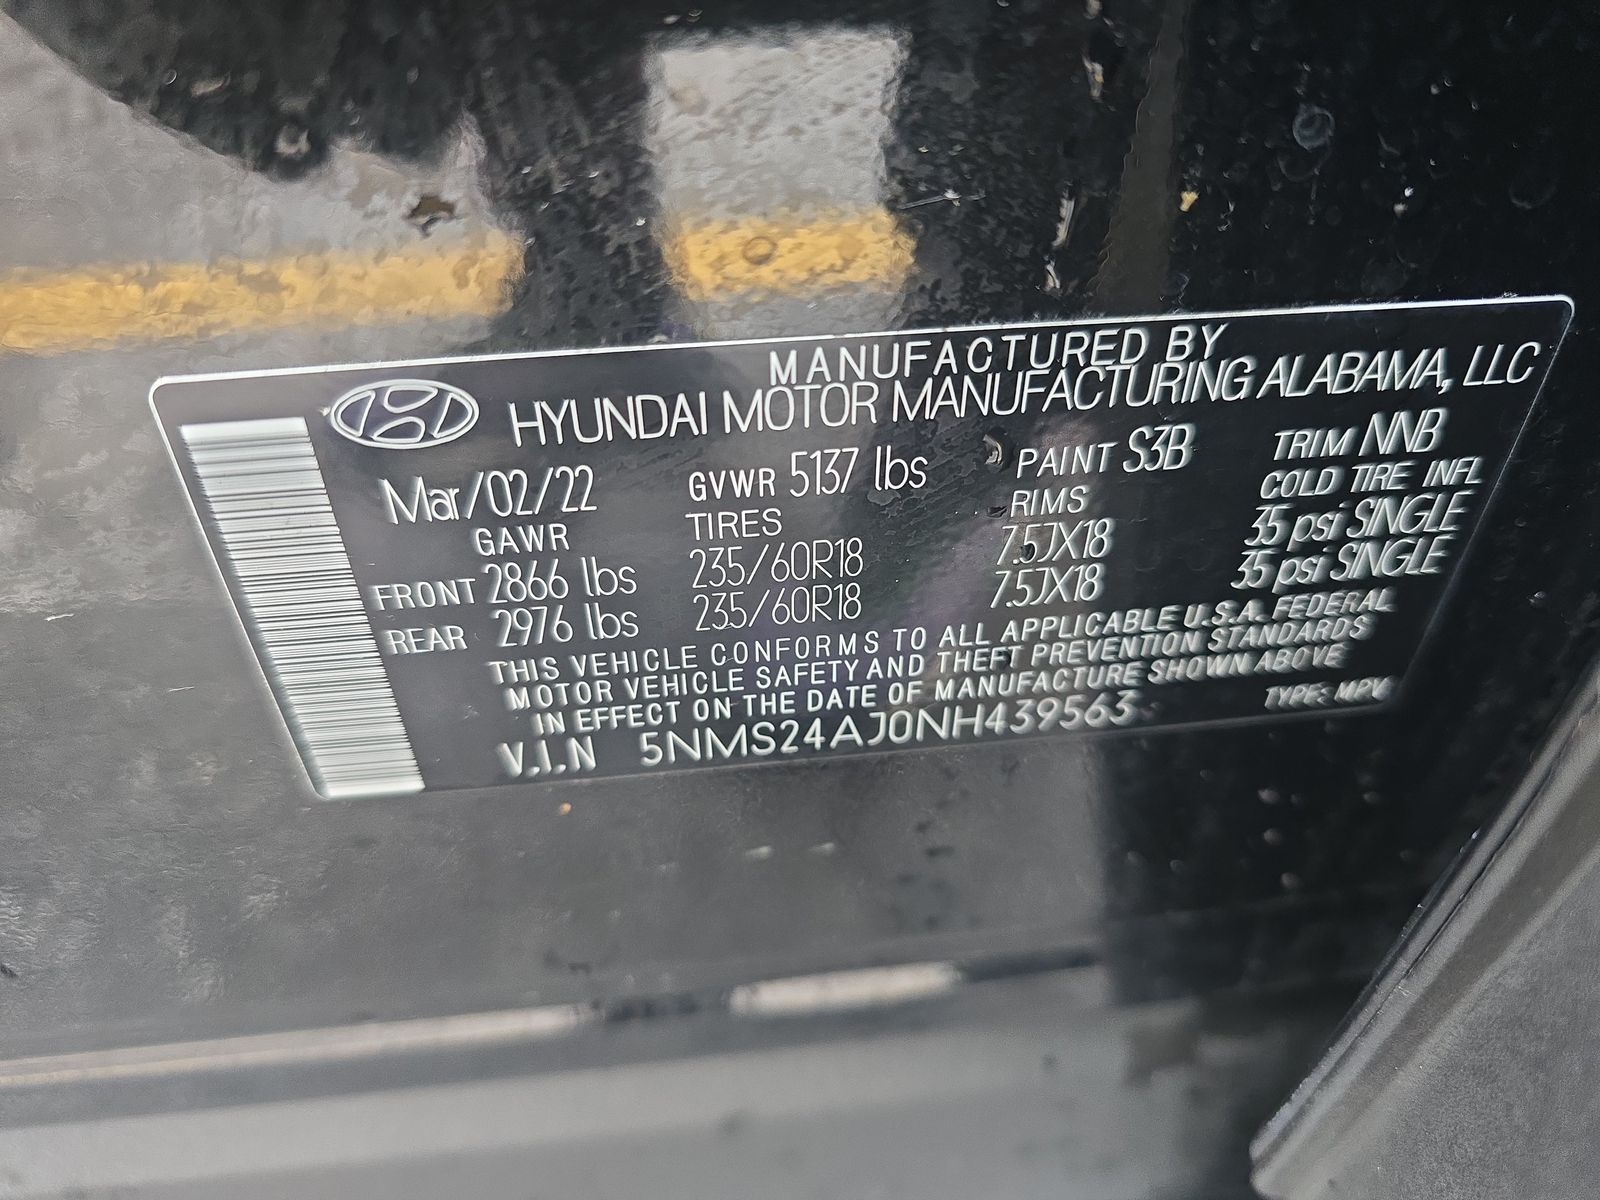 MANUFACTURED BY
HYUNDAI MOTOR MANUFACTURING ALABAMA, LLC
Mar/02/22 GVWR 5137 lbs PAINT S3B TRIM NNB
GAWR TIRES RIMS COLD TIRE INFL
FRONT 2866 lbs 235/60R18 7.5JX18 35 psi SINGLE
REAR 2976 lbs 235/60R18 7.5JX18 35 psi SINGLE
THIS VEHICLE CONFORMS TO ALL APPLICABLE U.S.A. FEDERAL
MOTOR VEHICLE SAFETY AND THEFT PREVENTION STANDARDS
IN EFFECT ON THE DATE OF MANUFACTURE SHOWN ABOVE
V.I.N 5NMS24AJ0NH439563 TYPE: MPV